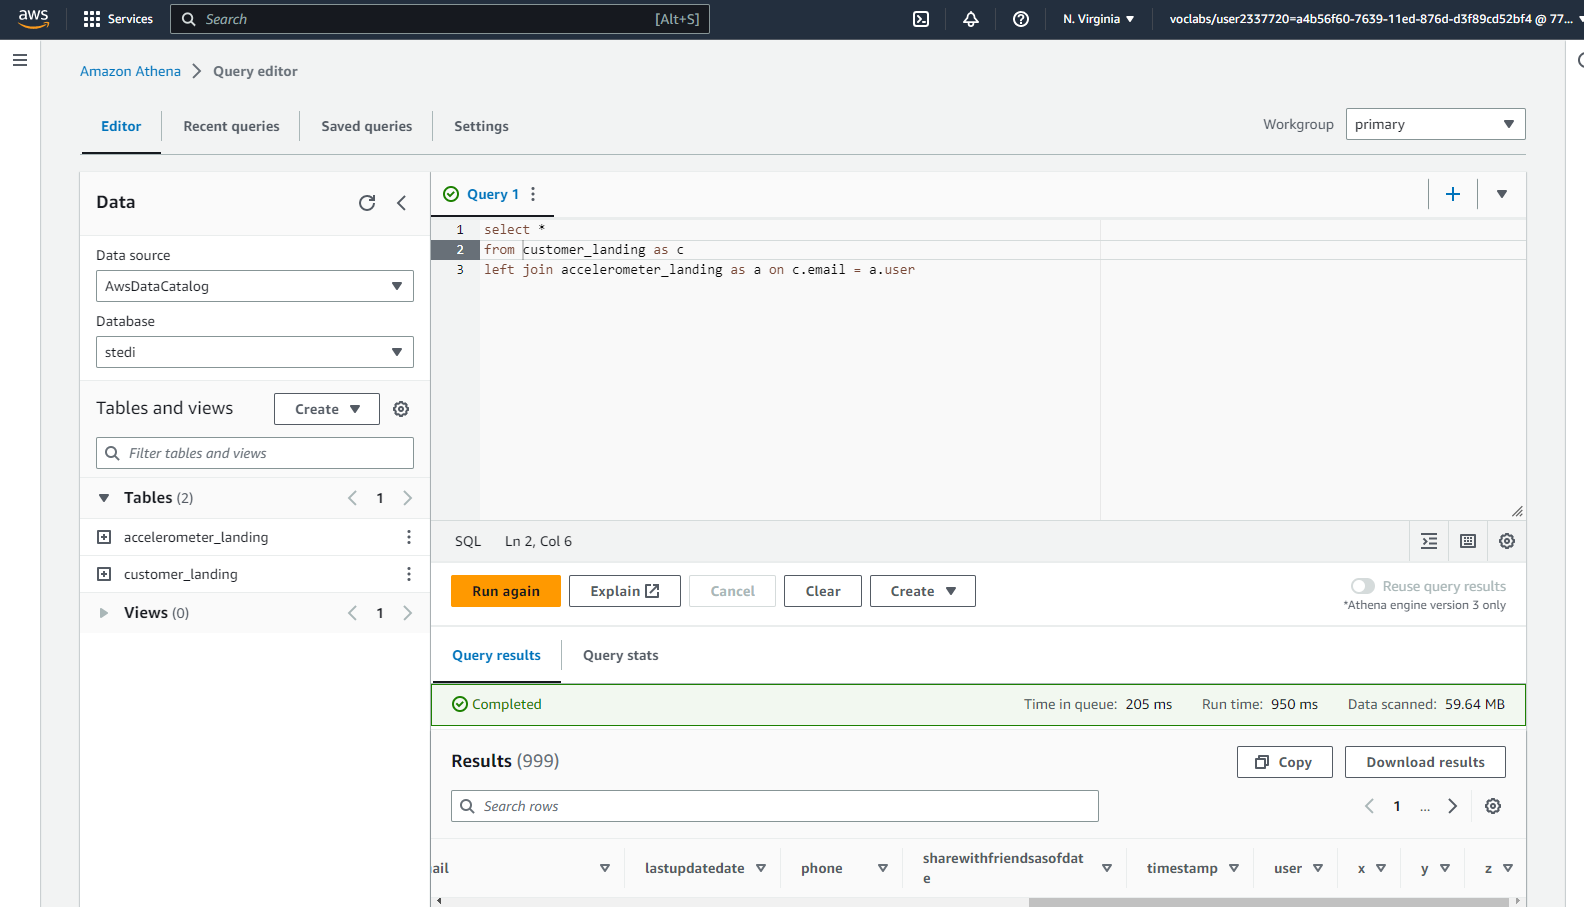 aws
Services
Search
[Alt+S]
N. Virginia
voclabs/user2337720=a4b56f60-7639-11ed-876d-d3f89cd52bf4 @ 77...
Amazon Athena
Query editor
Editor
Recent queries
Saved queries
Settings
Workgroup
primary
Data
Data source
AwsDataCatalog
Database
stedi
Tables and views
Create
Filter tables and views
Tables (2)
1
accelerometer_landing
customer_landing
Views (0)
1
Query 1
1 select *
2 from customer_landing as c
3 left join accelerometer_landing as a on c.email = a.user
SQL
Ln 2, Col 6
Run again
Explain
Cancel
Clear
Create
Reuse query results
*Athena engine version 3 only
Query results
Query stats
Completed
Time in queue: 205 ms
Run time: 950 ms
Data scanned: 59.64 MB
Results (999)
Copy
Download results
Search rows
1
...
ail
lastupdatedate
phone
sharewithfriendsasofdat
e
timestamp
user
x
y
z